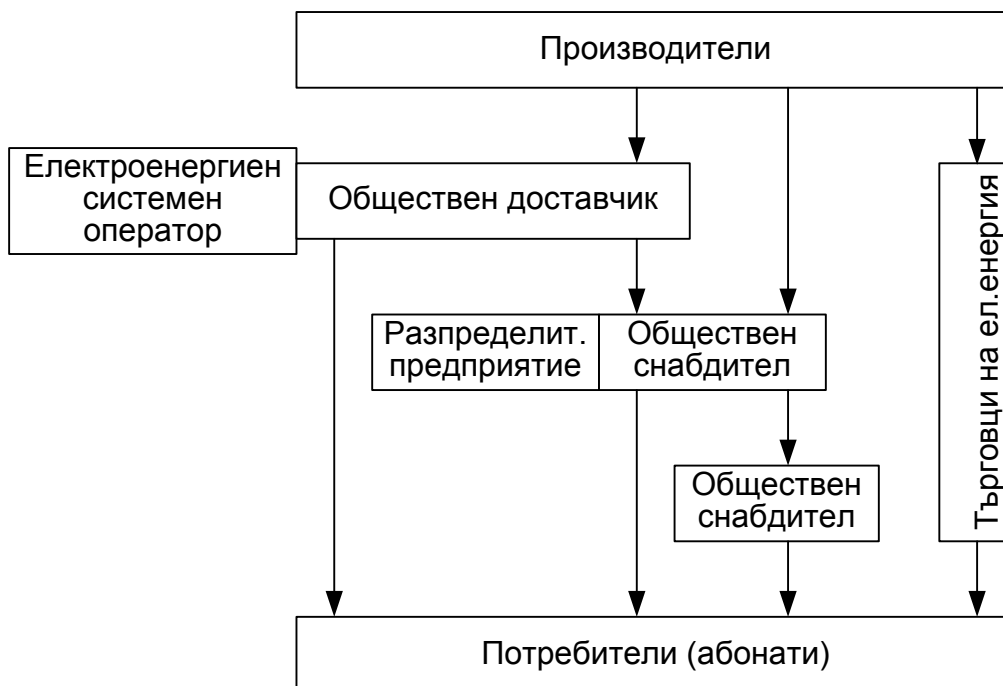 Производители
Електроенергиен
системен
оператор
Обществен доставчик
Търговци на ел.енергия
Разпределит.
предприятие
Обществен
снабдител
Обществен
снабдител
Потребители (абонати)